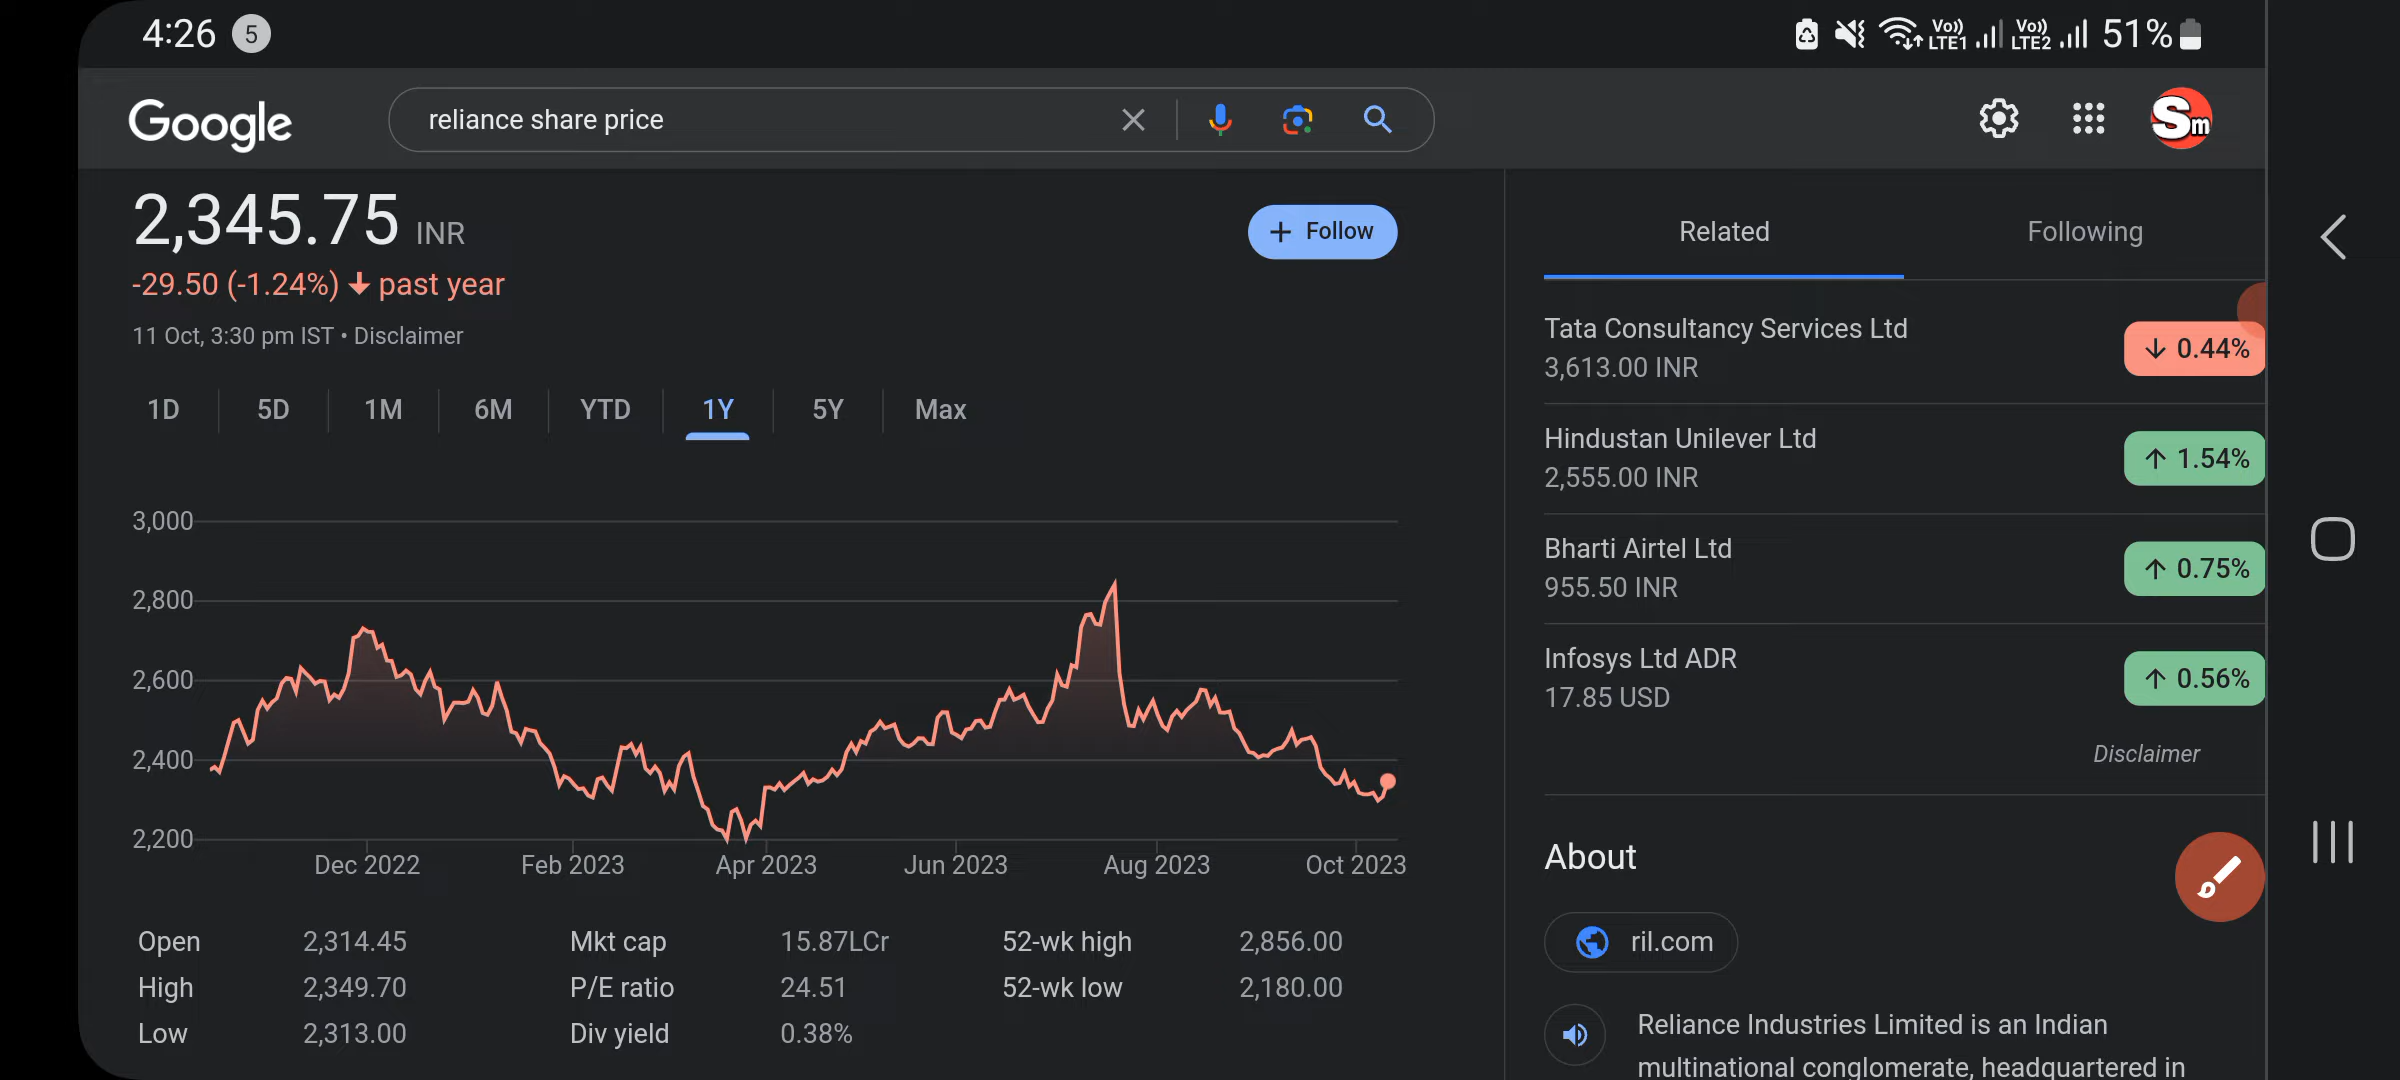 4:26 5
Vo)) LTE1 Vo)) LTE2 51%
Google
reliance share price
Sm
2,345.75 INR
+ Follow
-29.50 (-1.24%) ↓ past year
11 Oct, 3:30 pm IST • Disclaimer
1D 5D 1M 6M YTD 1Y 5Y Max
3,000
2,800
2,600
2,400
2,200
Dec 2022 Feb 2023 Apr 2023 Jun 2023 Aug 2023 Oct 2023
Open 2,314.45 Mkt cap 15.87LCr 52-wk high 2,856.00
High 2,349.70 P/E ratio 24.51 52-wk low 2,180.00
Low 2,313.00 Div yield 0.38%
Related Following
Tata Consultancy Services Ltd
3,613.00 INR
↓ 0.44%
Hindustan Unilever Ltd
2,555.00 INR
↑ 1.54%
Bharti Airtel Ltd
955.50 INR
↑ 0.75%
Infosys Ltd ADR
17.85 USD
↑ 0.56%
Disclaimer
About
ril.com
Reliance Industries Limited is an Indian
multinational conglomerate, headquartered in